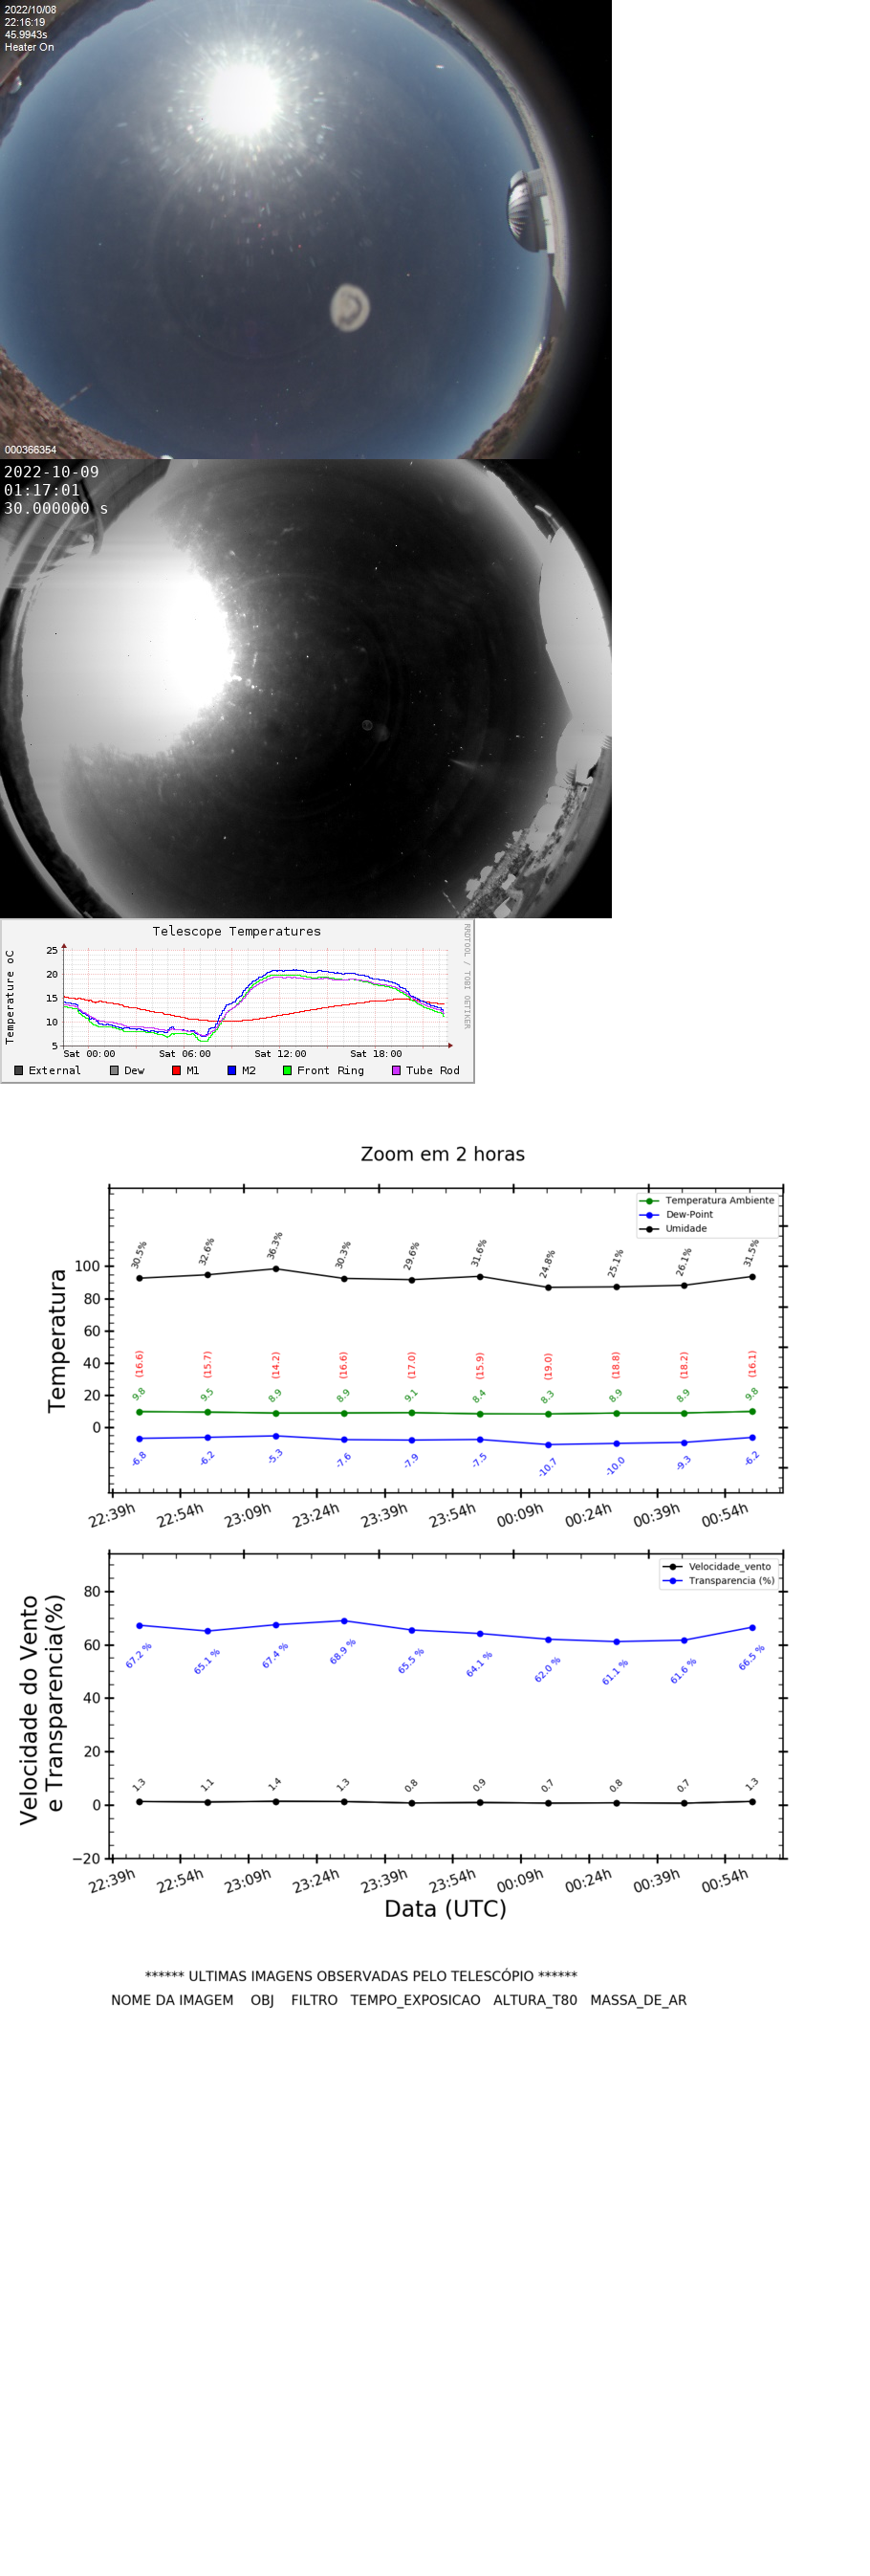 2022/10/08
22:16:19
45.9943s
Heater On
000366354
2022-10-09
01:17:01
30.000000 s
Telescope Temperatures
RRDTOOL / TOBI OETIKER
Temperature oC
25
20
15
10
5
Sat 00:00 Sat 06:00 Sat 12:00 Sat 18:00
External Dew M1 M2 Front Ring Tube Rod
Zoom em 2 horas
Temperatura Ambiente
Dew-Point
Umidade
Temperatura
100
80
60
40
20
0
30.5% 32.6% 36.3% 30.3% 29.6% 31.6% 24.8% 25.1% 26.1% 31.5%
(16.6) (15.7) (14.2) (16.6) (17.0) (15.9) (19.0) (18.8) (18.2) (16.1)
9.8 9.5 8.9 8.9 9.1 8.4 8.3 8.9 8.9 9.8
-6.8 -6.2 -5.3 -7.6 -7.9 -7.5 -10.7 -10.0 -9.3 -6.2
22:39h 22:54h 23:09h 23:24h 23:39h 23:54h 00:09h 00:24h 00:39h 00:54h
Velocidade_vento
Transparencia (%)
Velocidade do Vento
e Transparencia(%)
80
60
40
20
0
−20
67.2 % 65.1 % 67.4 % 68.9 % 65.5 % 64.1 % 62.0 % 61.1 % 61.6 % 66.5 %
1.3 1.1 1.4 1.3 0.8 0.9 0.7 0.8 0.7 1.3
22:39h 22:54h 23:09h 23:24h 23:39h 23:54h 00:09h 00:24h 00:39h 00:54h
Data (UTC)
****** ULTIMAS IMAGENS OBSERVADAS PELO TELESCÓPIO ******
NOME DA IMAGEM OBJ FILTRO TEMPO_EXPOSICAO ALTURA_T80 MASSA_DE_AR